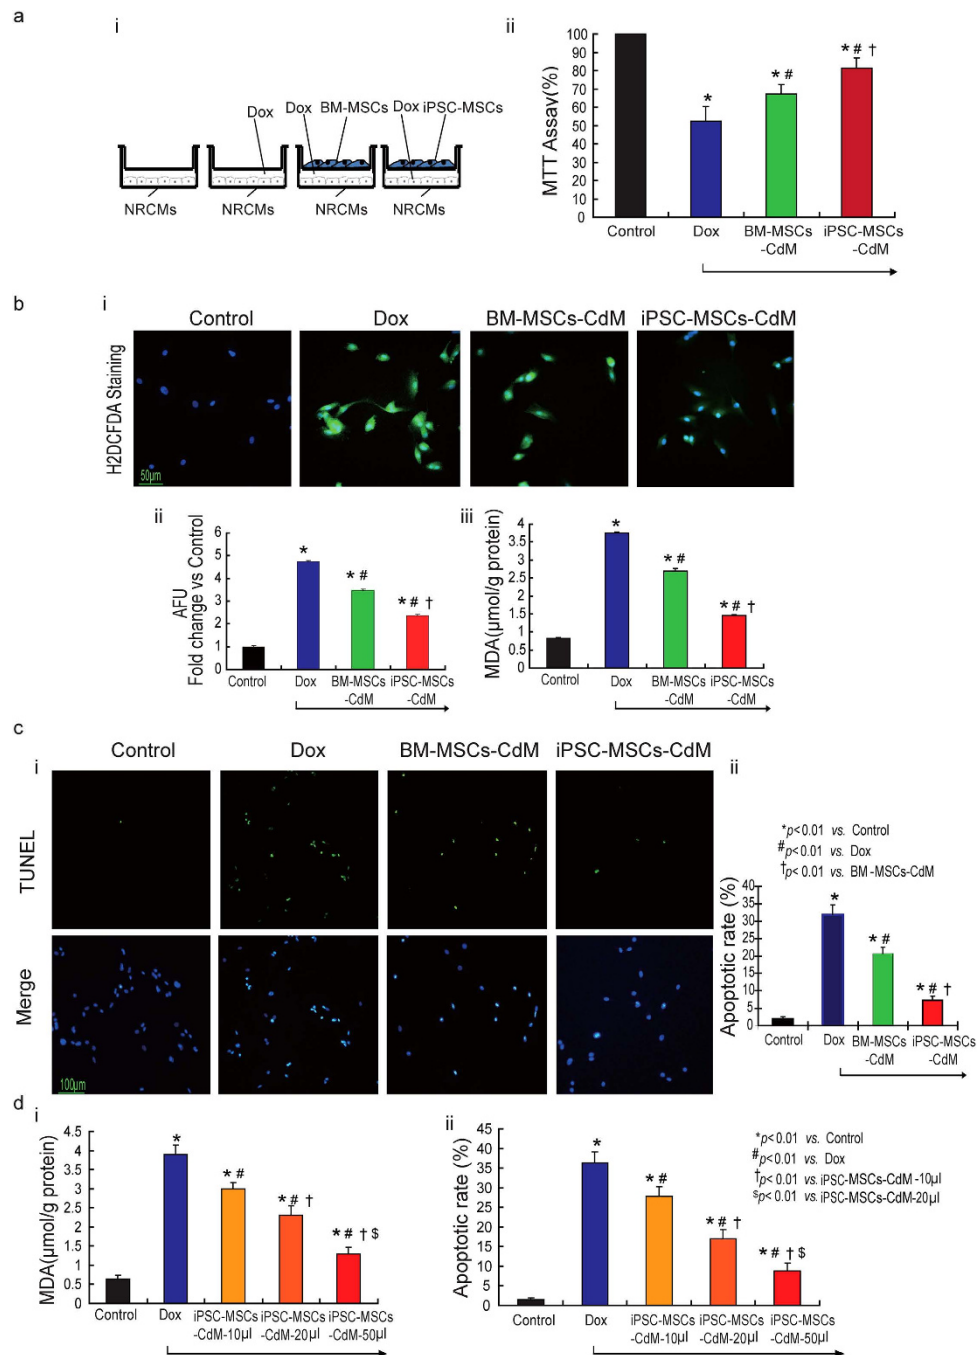 a
i
Dox
Dox BM-MSCs
Dox iPSC-MSCs
NRCMs
NRCMs
NRCMs
NRCMs
ii
MTT Assay(%)
100
90
80
70
60
50
40
30
20
10
0
*
* #
* # †
Control
Dox
BM-MSCs
-CdM
iPSC-MSCs
-CdM
b
i
Control
Dox
BM-MSCs-CdM
iPSC-MSCs-CdM
H2DCFDA Staining
50µm
ii
AFU
Fold change vs Control
6
5
4
3
2
1
0
*
* #
* # †
Control
Dox
BM-MSCs
-CdM
iPSC-MSCs
-CdM
iii
MDA(µmol/g protein)
4
3.5
3
2.5
2
1.5
1
0.5
0
*
* #
* # †
Control
Dox
BM-MSCs
-CdM
iPSC-MSCs
-CdM
c
Control
Dox
BM-MSCs-CdM
iPSC-MSCs-CdM
i
TUNEL
Merge
100µm
ii
*p<0.01 vs. Control
#p<0.01 vs. Dox
†p<0.01 vs. BM-MSCs-CdM
Apoptotic rate (%)
40
35
30
25
20
15
10
5
0
*
* #
* # †
Control
Dox
BM-MSCs
-CdM
iPSC-MSCs
-CdM
d
i
MDA(µmol/g protein)
4.5
4
3.5
3
2.5
2
1.5
1
0.5
0
*
* #
* # †
* # † $
Control
Dox
iPSC-MSCs
-CdM-10µl
iPSC-MSCs
-CdM-20µl
iPSC-MSCs
-CdM-50µl
ii
Apoptotic rate (%)
45
40
35
30
25
20
15
10
5
0
*
* #
* # †
* # † $
*p<0.01 vs. Control
#p<0.01 vs. Dox
†p<0.01 vs. iPSC-MSCs-CdM-10µl
$p<0.01 vs. iPSC-MSCs-CdM-20µl
Control
Dox
iPSC-MSCs
-CdM-10µl
iPSC-MSCs
-CdM-20µl
iPSC-MSCs
-CdM-50µl